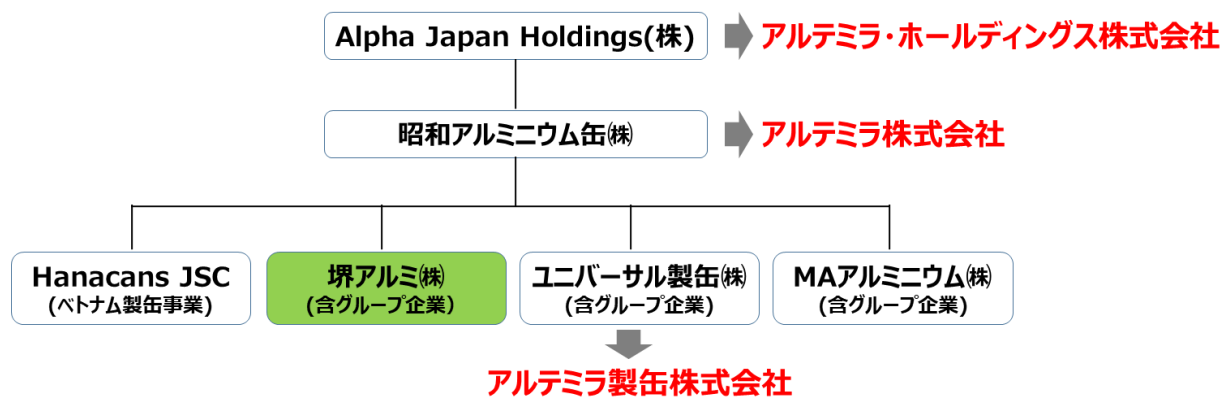 Alpha Japan Holdings(株)
アルテミラ・ホールディングス株式会社
昭和アルミニウム缶㈱
アルテミラ株式会社
Hanacans JSC
(ベトナム製缶事業)
堺アルミ㈱
(含グループ企業)
ユニバーサル製缶㈱
(含グループ企業)
MAアルミニウム㈱
(含グループ企業)
アルテミラ製缶株式会社